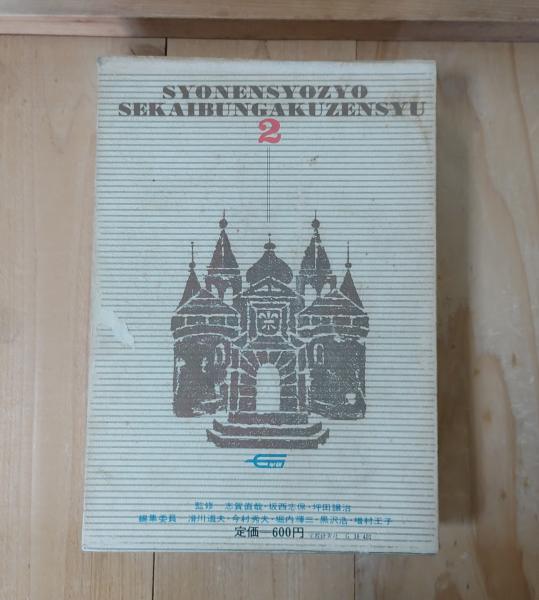 SYONENSYOZYO
SEKAIBUNGAKUZENSYU
2
監修 志賀直哉・坂西志保・坪田譲治
編集委員 滑川道夫・今村秀夫・堀内輝三・黒沢浩・増村王子
定価 600円